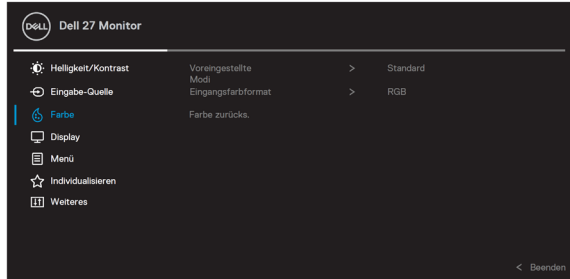 DELL Dell 27 Monitor
Helligkeit/Kontrast
Voreingestellte Modi > Standard
Eingabe-Quelle
Eingangsfarbformat > RGB
Farbe
Farbe zurücks.
Display
Menü
Individualisieren
Weiteres
< Beenden